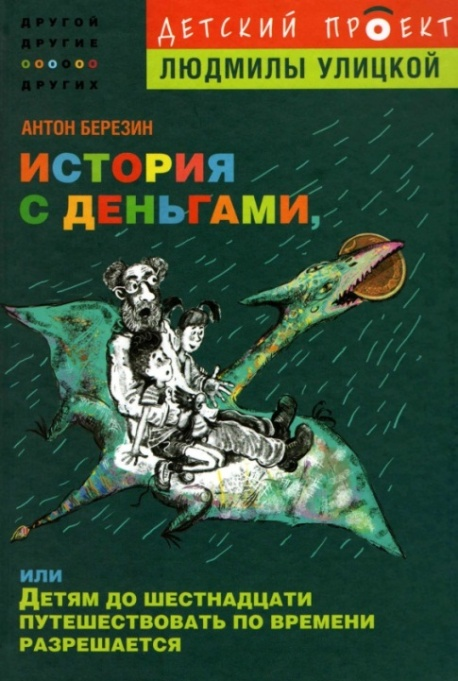 ДРУГОЙ
ДРУГИЕ
ДРУГИХ
ДЕТСКИЙ ПРОЕКТ
ЛЮДМИЛЫ УЛИЦКОЙ
АНТОН БЕРЕЗИН
ИСТОРИЯ
С ДЕНЬГАМИ,
ИЛИ
ДЕТЯМ ДО ШЕСТНАДЦАТИ
ПУТЕШЕСТВОВАТЬ ПО ВРЕМЕНИ
РАЗРЕШАЕТСЯ